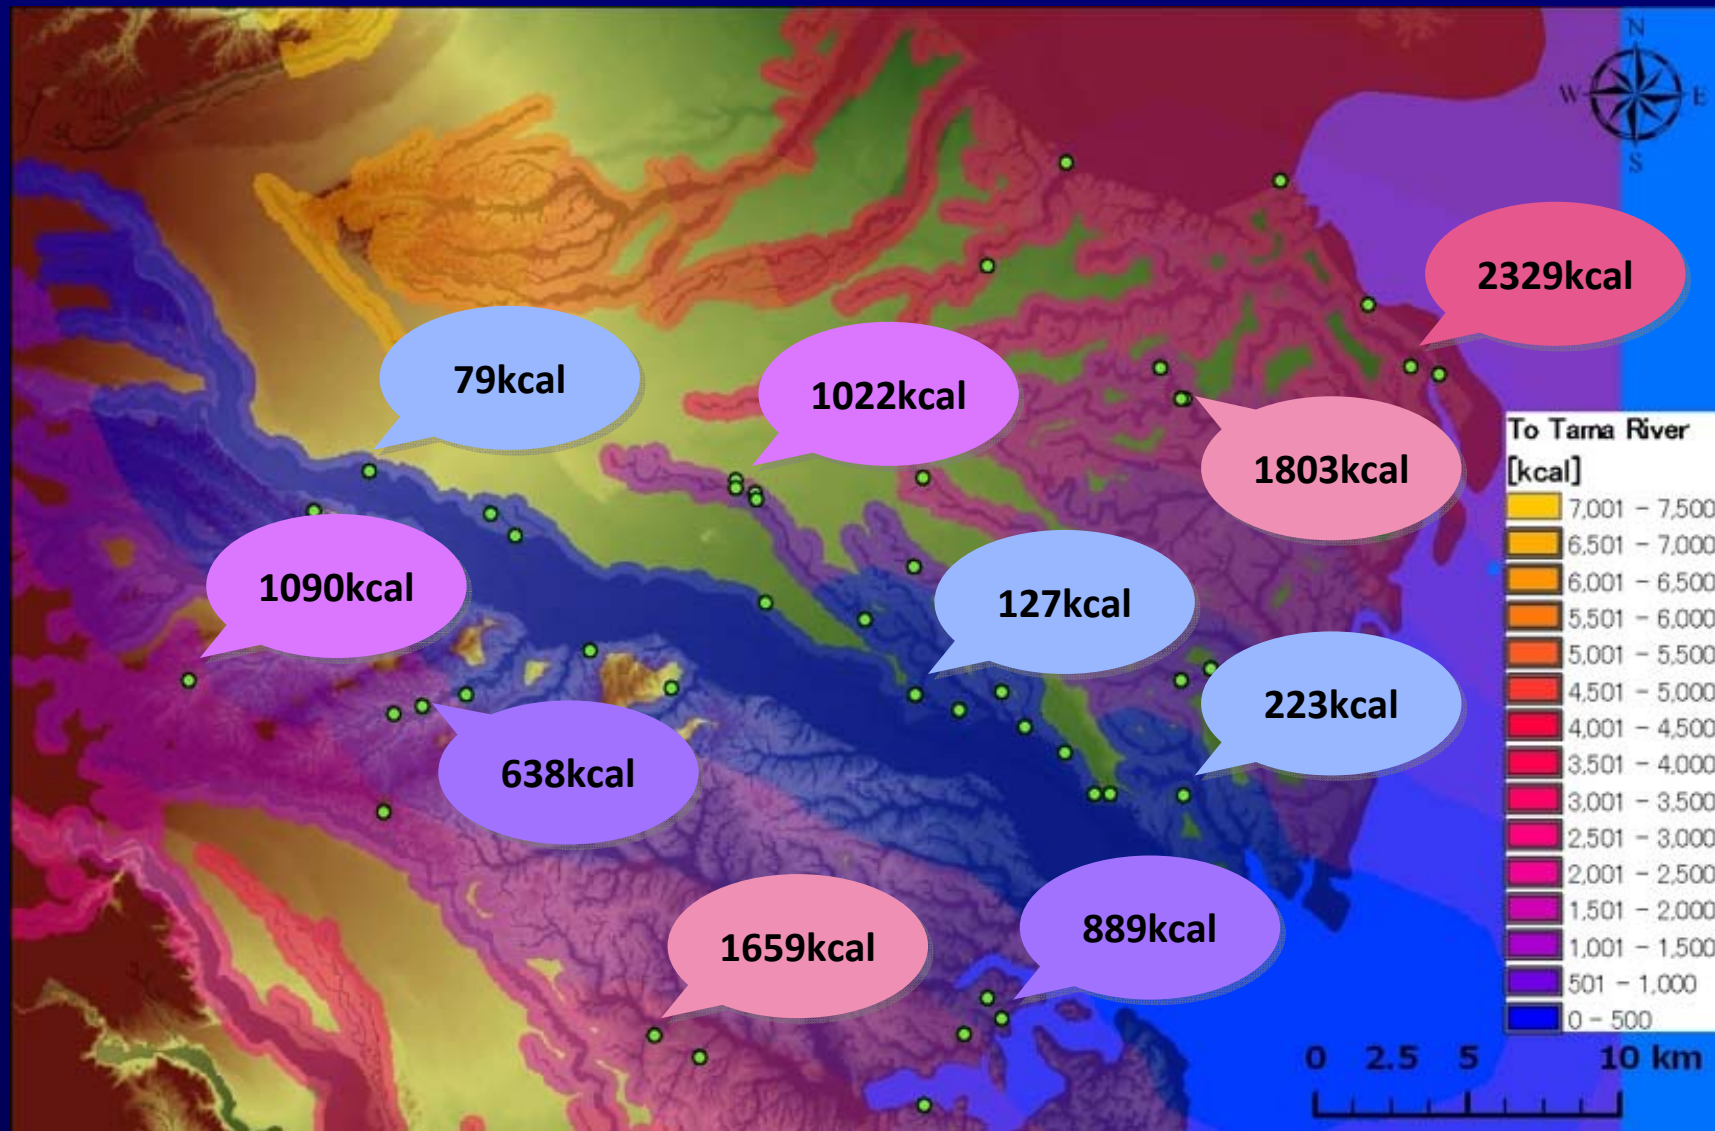 N
W E
S
2329kcal
79kcal
1022kcal
1803kcal
1090kcal
127kcal
223kcal
638kcal
1659kcal
889kcal
To Tama River
[kcal]
7,001 - 7,500
6,501 - 7,000
6,001 - 6,500
5,501 - 6,000
5,001 - 5,500
4,501 - 5,000
4,001 - 4,500
3,501 - 4,000
3,001 - 3,500
2,501 - 3,000
2,001 - 2,500
1,501 - 2,000
1,001 - 1,500
501 - 1,000
0 - 500
0 2.5 5 10 km